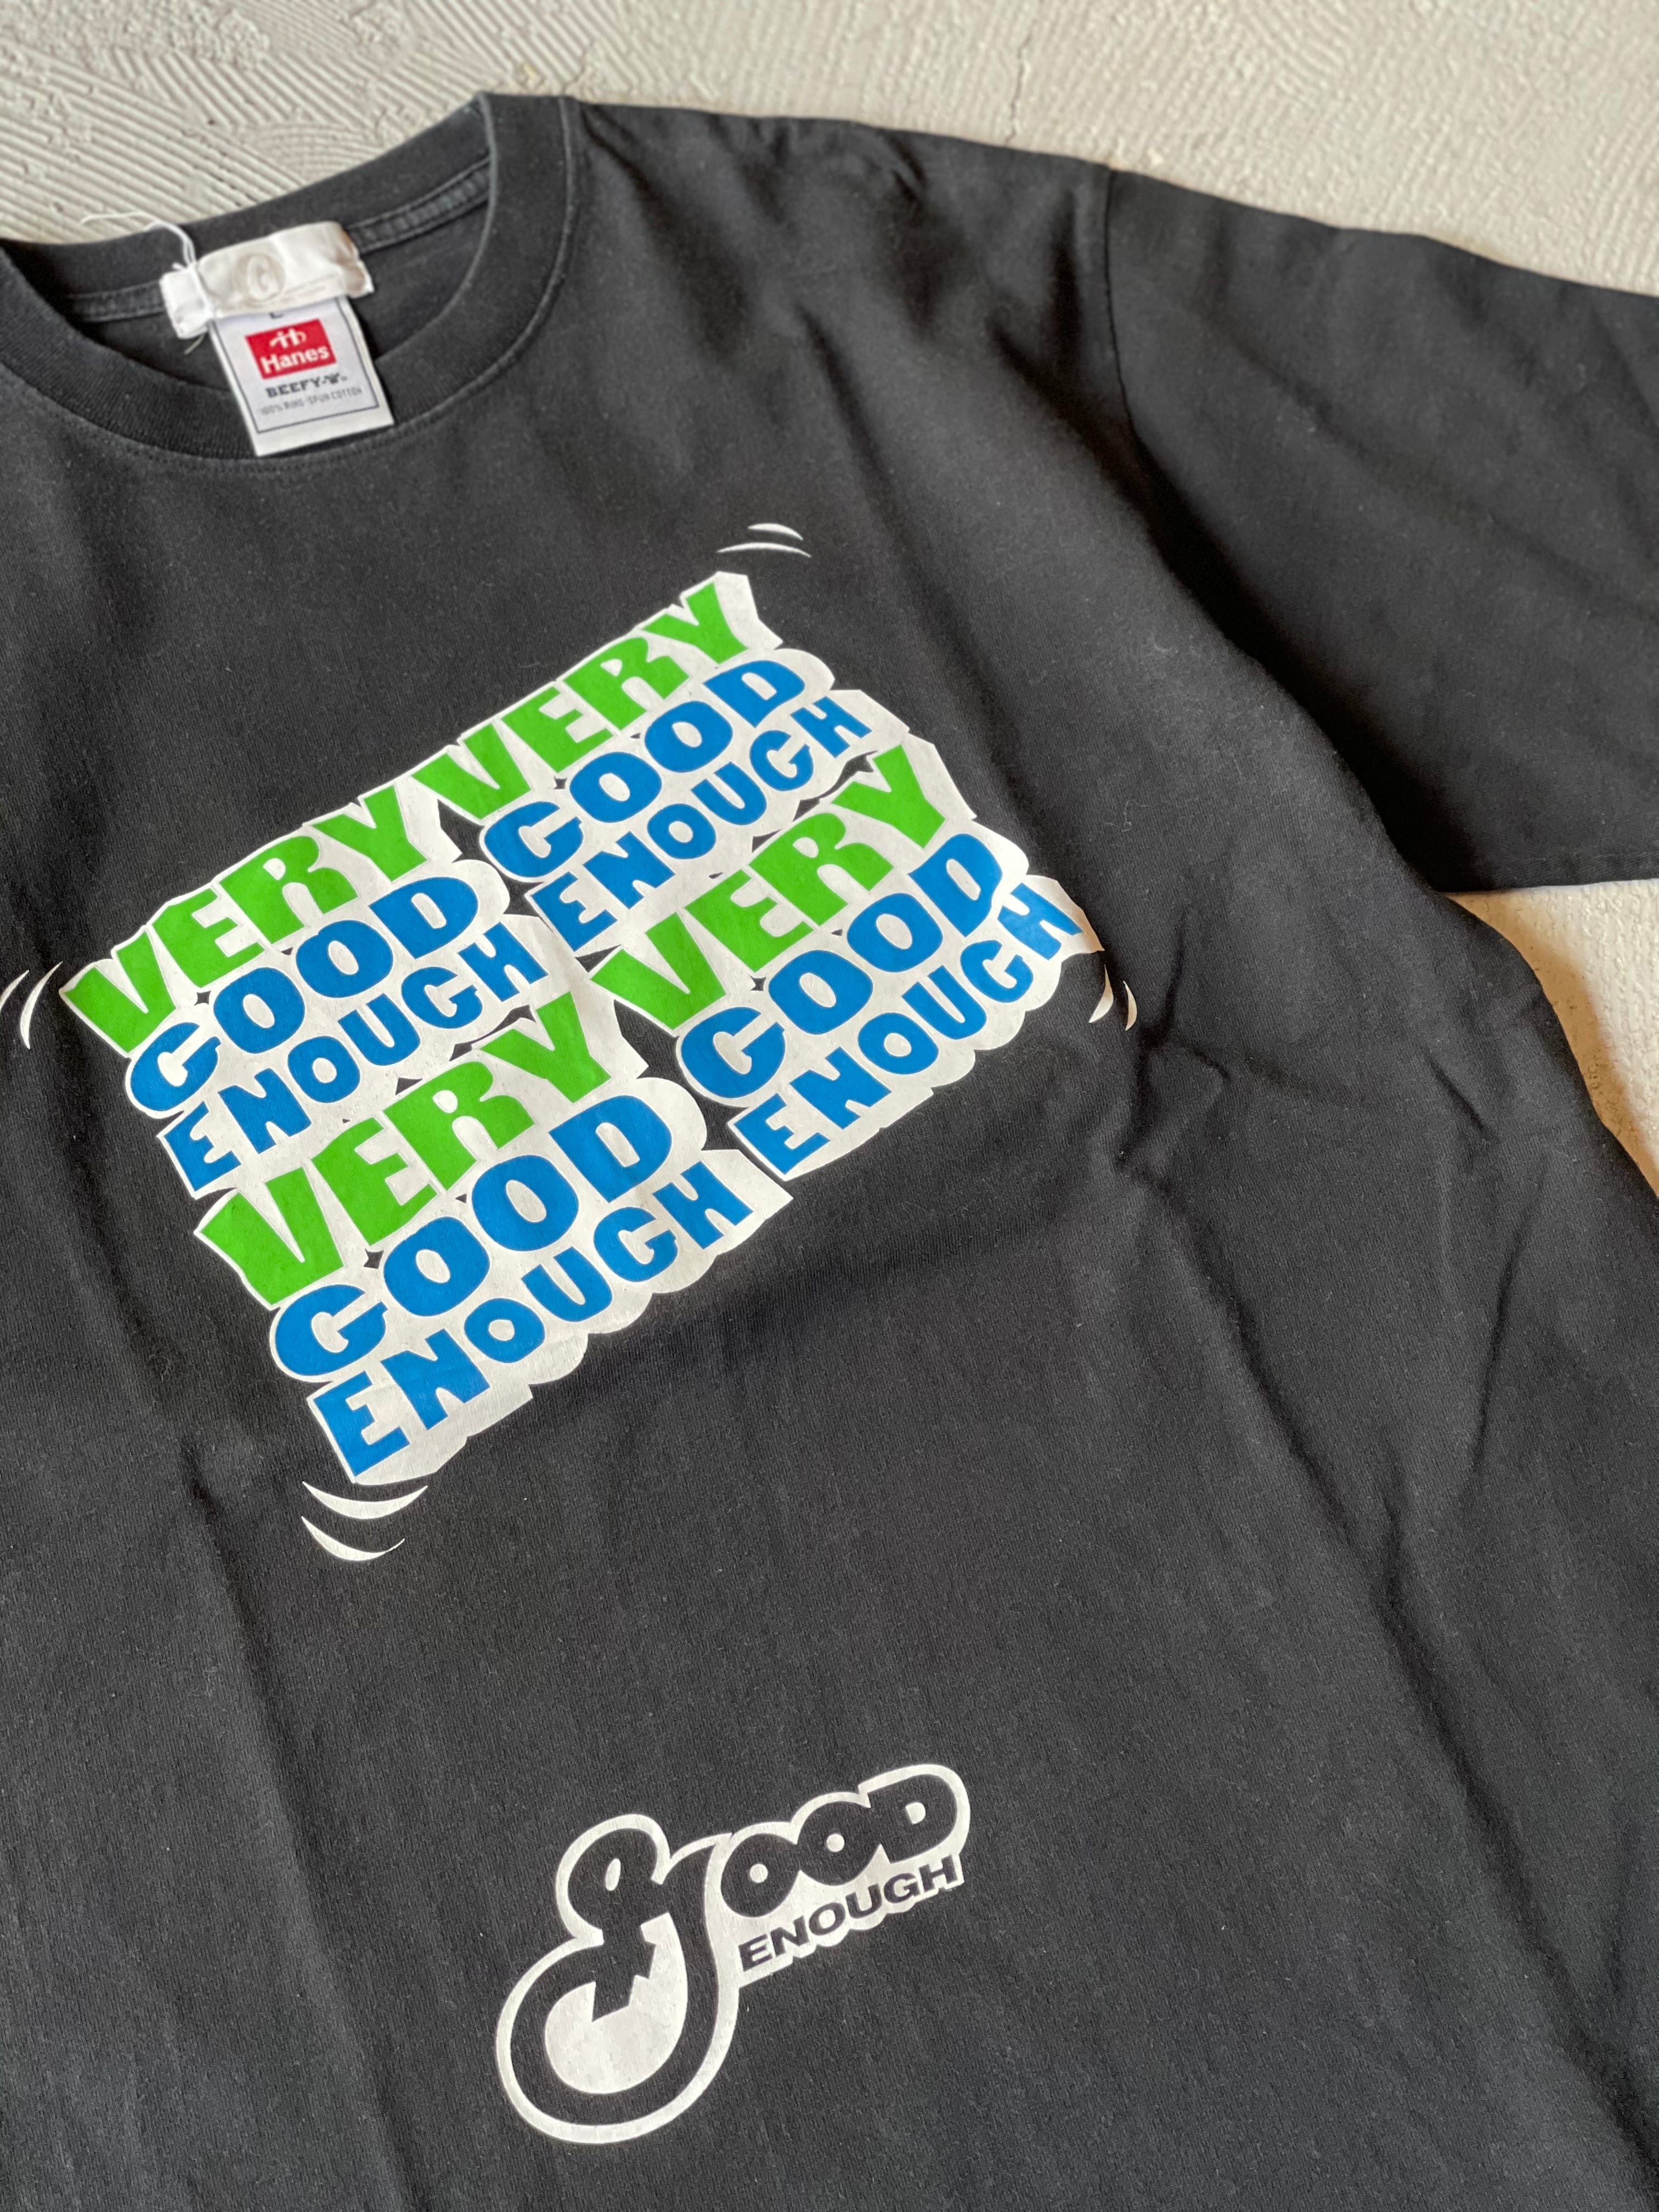 G
L
Hanes
BEEFY-T
100% RING SPUN COTTON
VERY VERY
GOOD GOOD
ENOUGH ENOUGH
VERY VERY
GOOD GOOD
ENOUGH ENOUGH
gOOD
ENOUGH